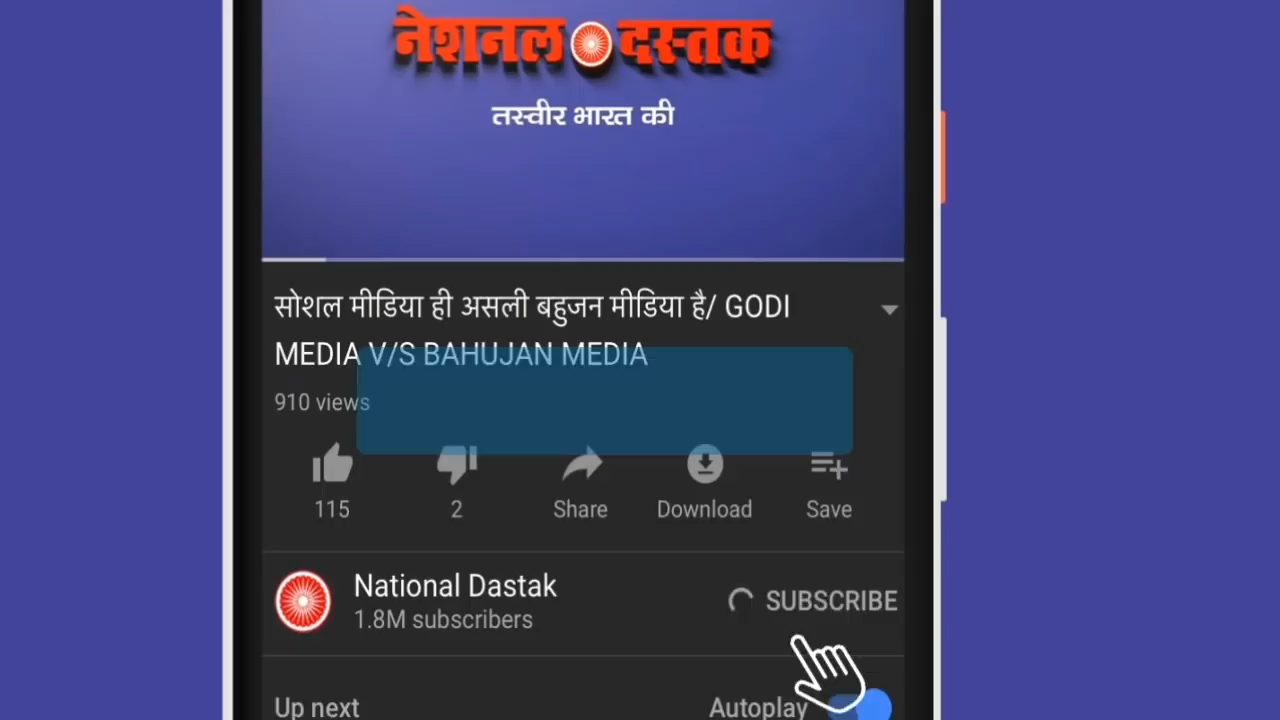 नेशनल दस्तक
तस्वीर भारत की
सोशल मीडिया ही असली बहुजन मीडिया है/ GODI
MEDIA V/S BAHUJAN MEDIA
910 views
115
2
Share
Download
Save
National Dastak
1.8M subscribers
SUBSCRIBE
Up next
Autoplay